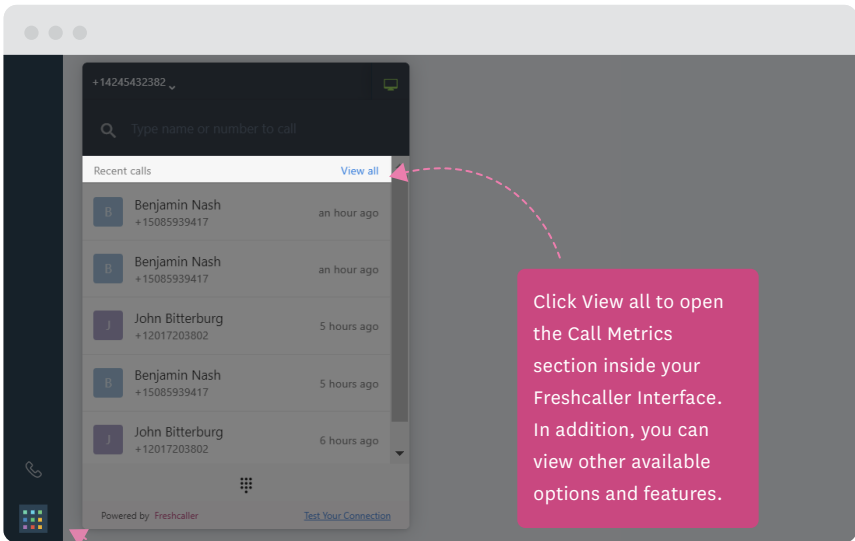 +14245432382
Type name or number to call
Recent calls View all
B Benjamin Nash
+15085939417 an hour ago
B Benjamin Nash
+15085939417 an hour ago
J John Bitterburg
+12017203802 5 hours ago
B Benjamin Nash
+15085939417 5 hours ago
J John Bitterburg
+12017203802 6 hours ago
Powered by Freshcaller Test Your Connection
Click View all to open
the Call Metrics
section inside your
Freshcaller Interface.
In addition, you can
view other available
options and features.